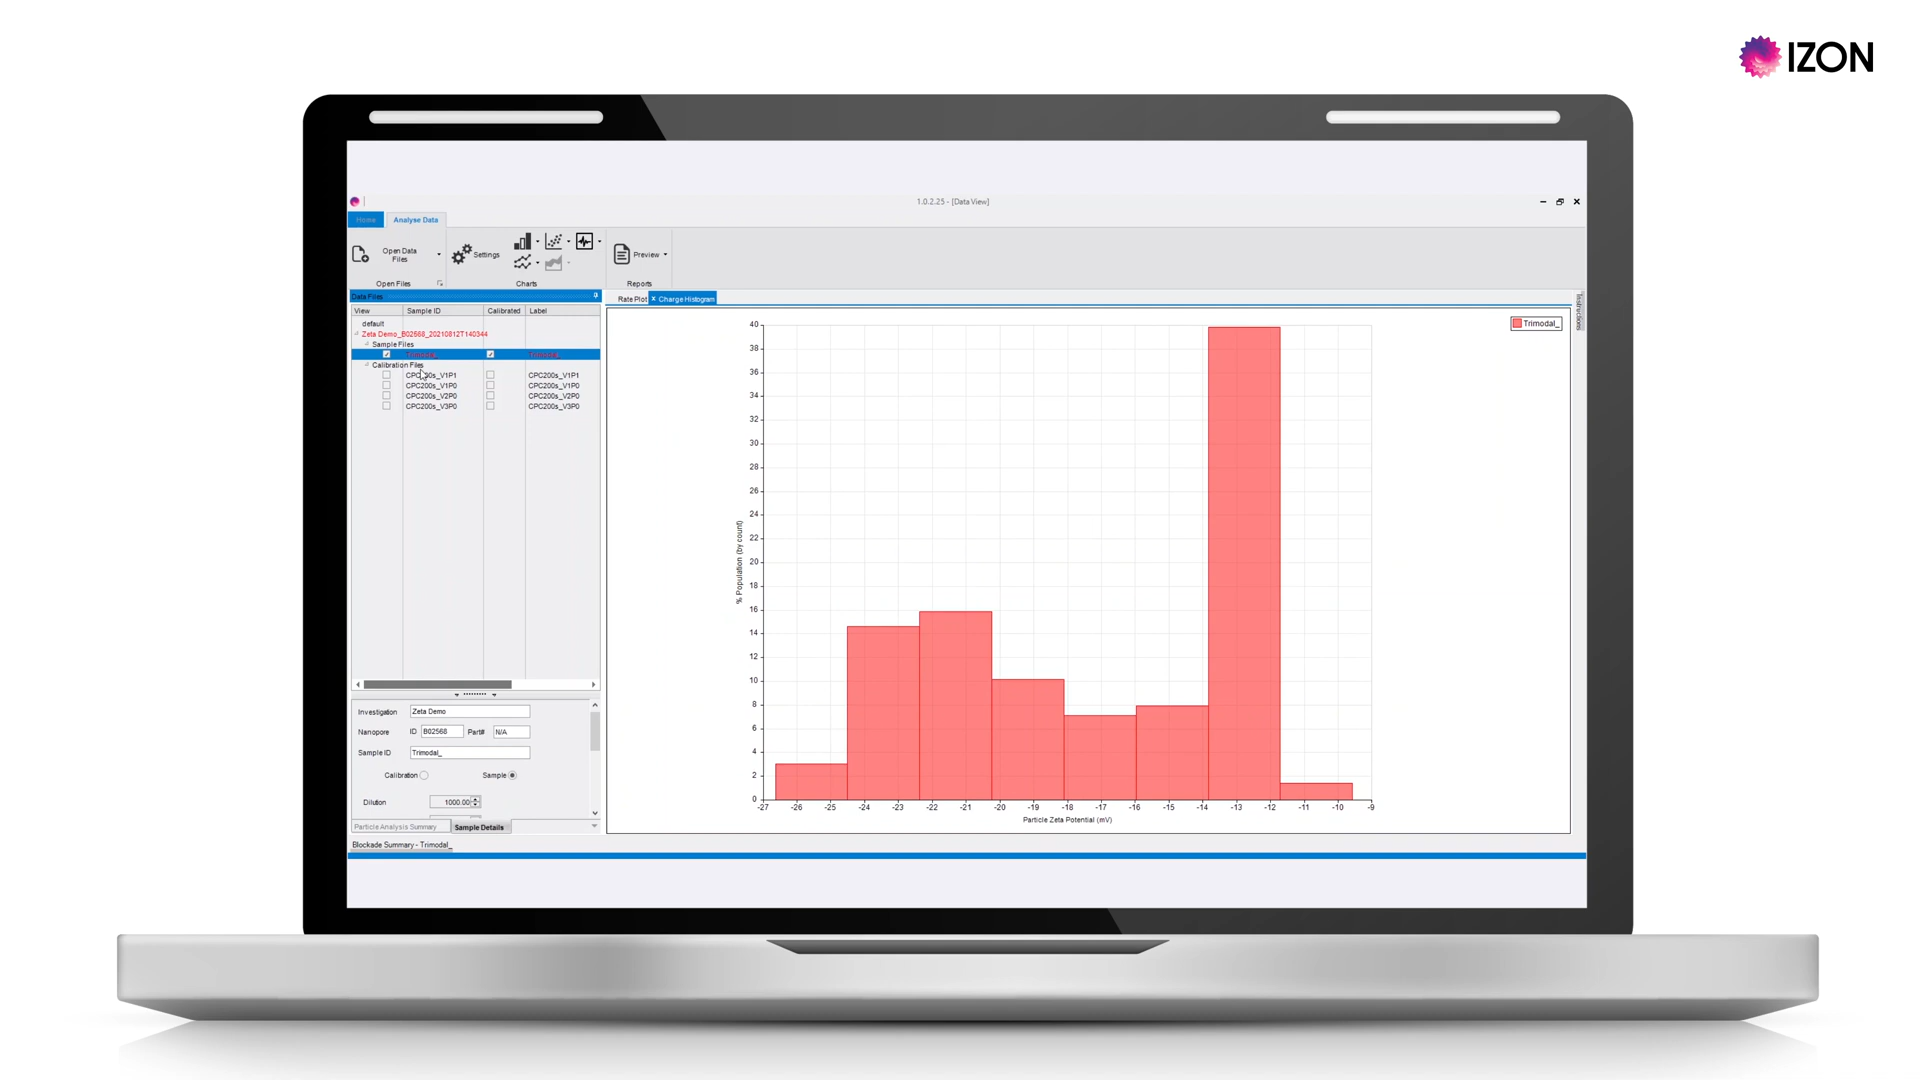 IZON
1.0.2.25 - [Data View]
Home
Analyse Data
Open Data
Files
Settings
Preview
Open Files
Charts
Reports
Data Files
Rate Plot
x Charge Histogram
Instructions
View
Sample ID
Calibrated
Label
default
Zeta Demo_B02568_20210812T140344
Sample Files
Trimodal_
Trimodal_
Calibration Files
CPC200s_V1P1
CPC200s_V1P1
CPC200s_V1P0
CPC200s_V1P0
CPC200s_V2P0
CPC200s_V2P0
CPC200s_V3P0
CPC200s_V3P0
Trimodal_
40
38
36
34
32
30
28
26
24
22
20
18
16
14
12
10
8
6
4
2
0
% Population (by count)
-27 -26 -25 -24 -23 -22 -21 -20 -19 -18 -17 -16 -15 -14 -13 -12 -11 -10 -9
Particle Zeta Potential (mV)
Investigation
Zeta Demo
Nanopore ID B02568 Part# N/A
Sample ID
Trimodal_
Calibration
Sample
Dilution
1000.00
Particle Analysis Summary
Sample Details
Blockade Summary - Trimodal_